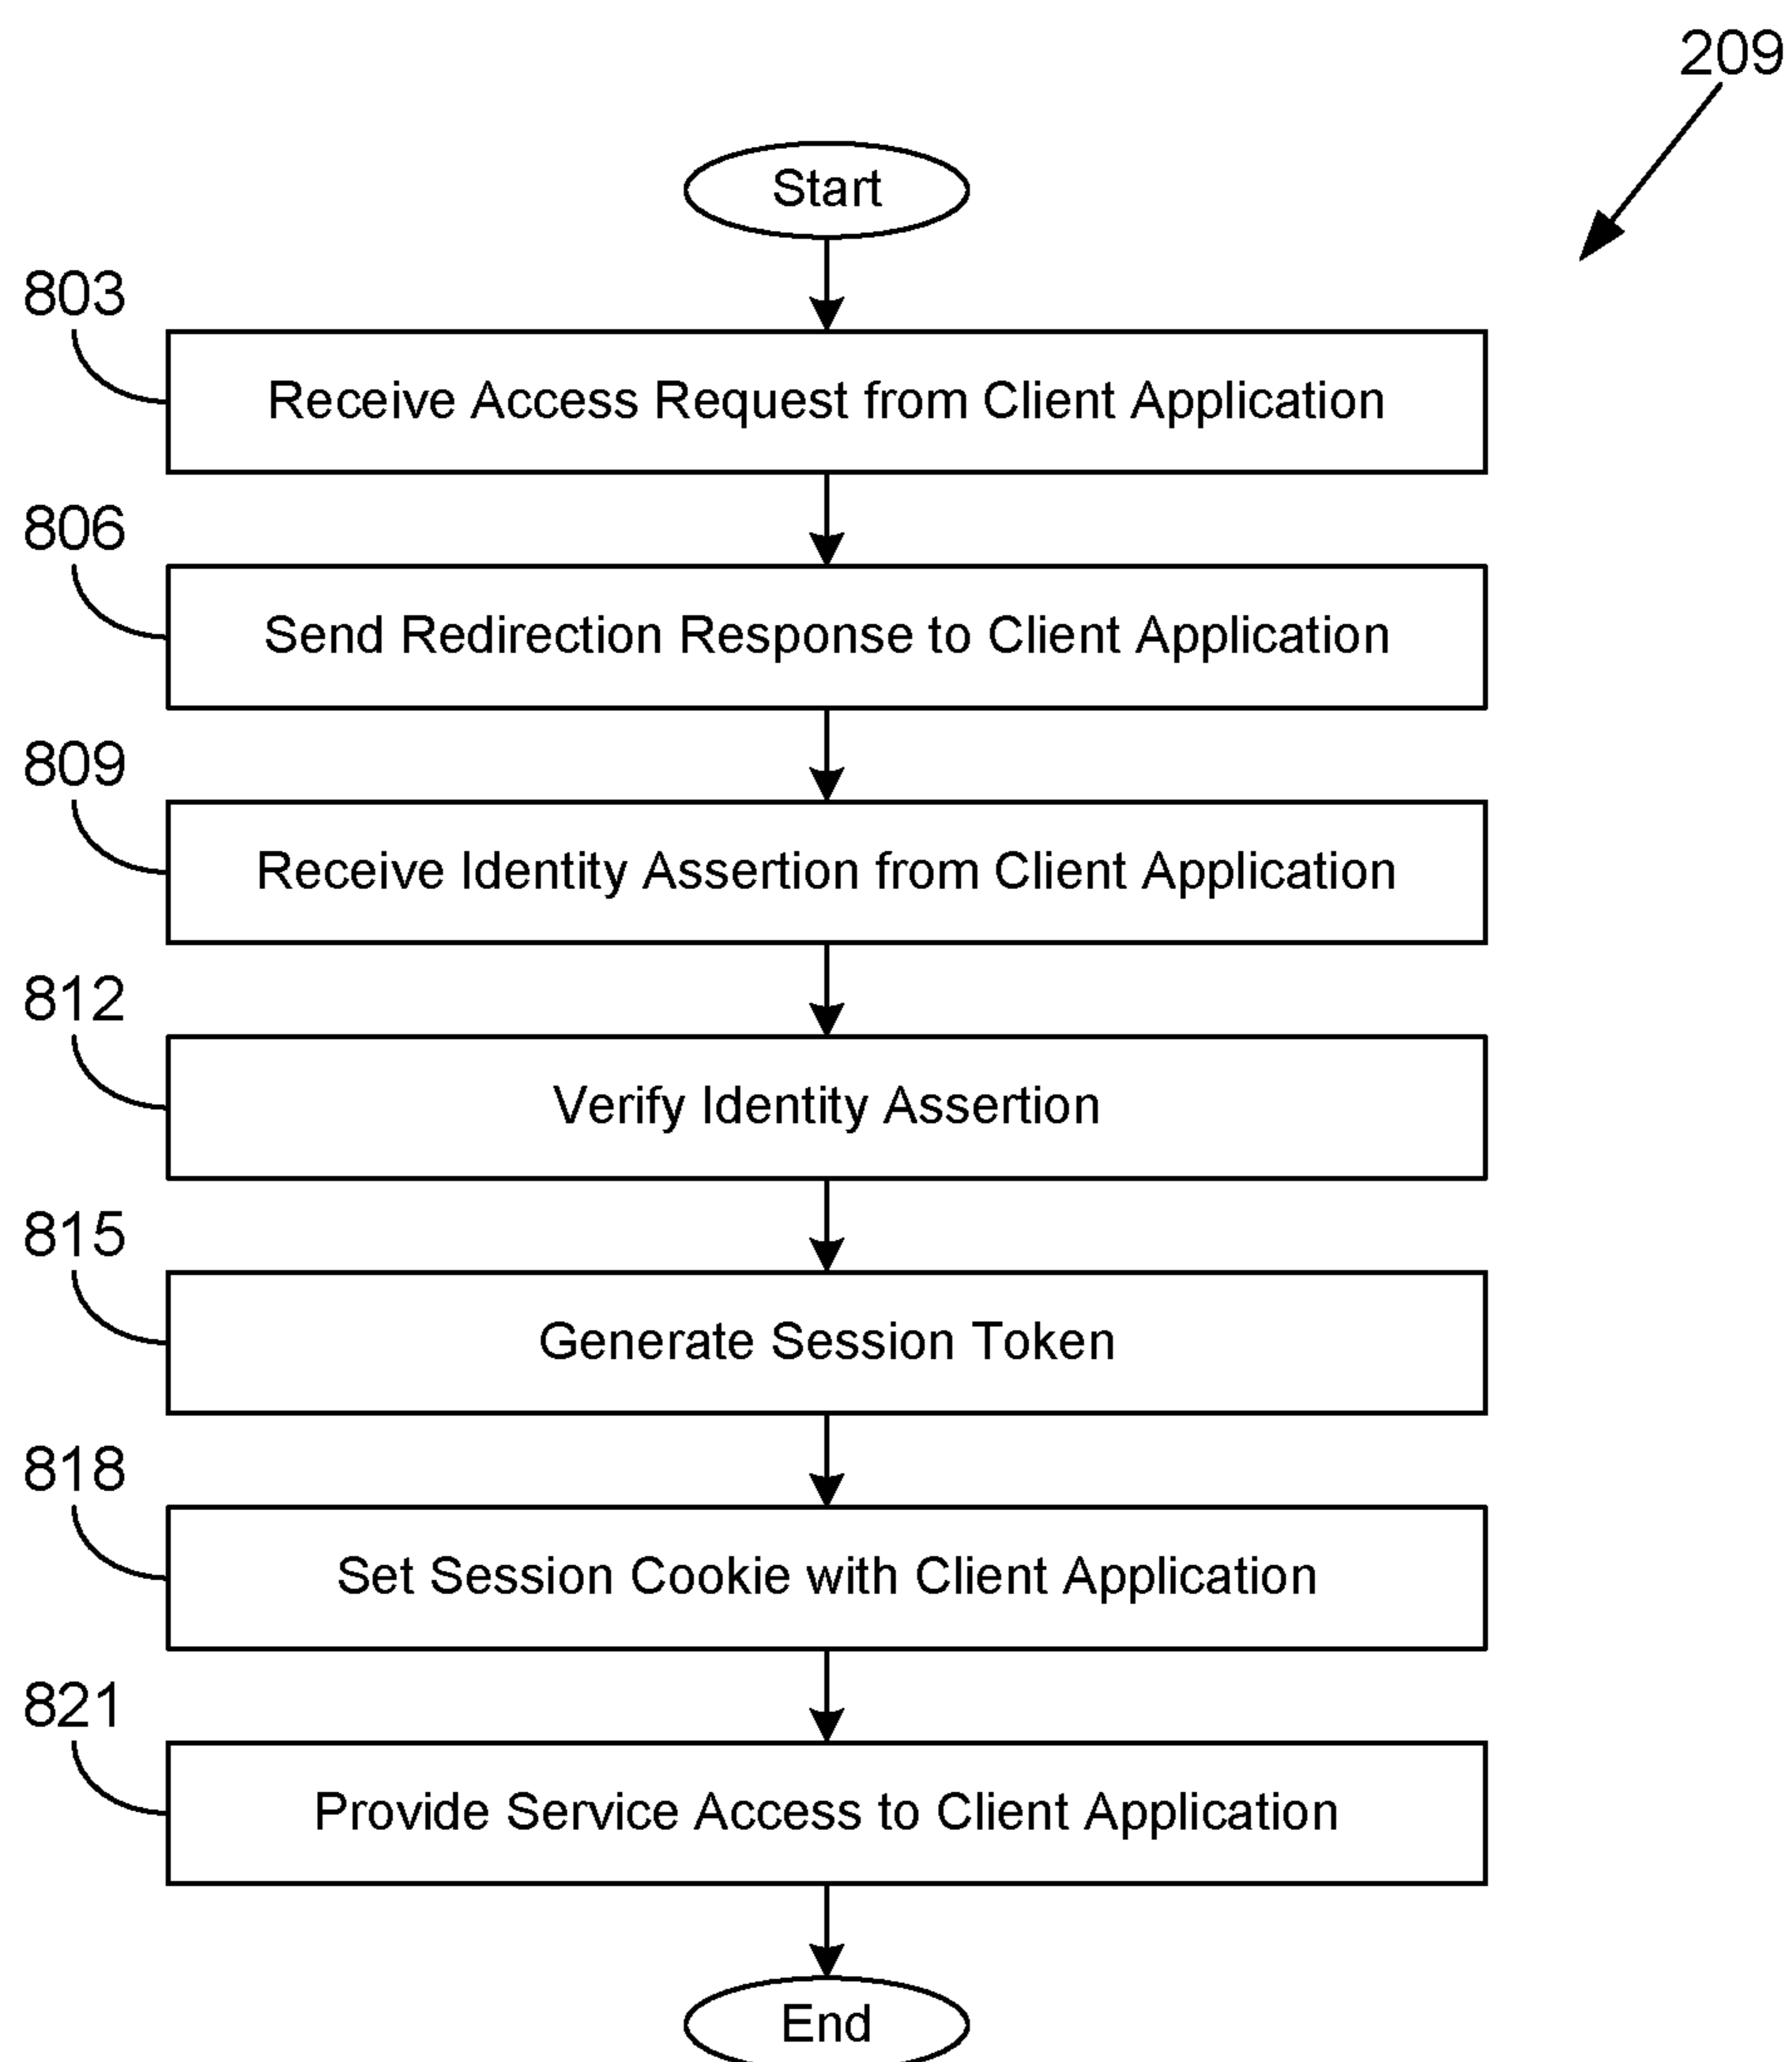 209
Start
803
Receive Access Request from Client Application
806
Send Redirection Response to Client Application
809
Receive Identity Assertion from Client Application
812
Verify Identity Assertion
815
Generate Session Token
818
Set Session Cookie with Client Application
821
Provide Service Access to Client Application
End